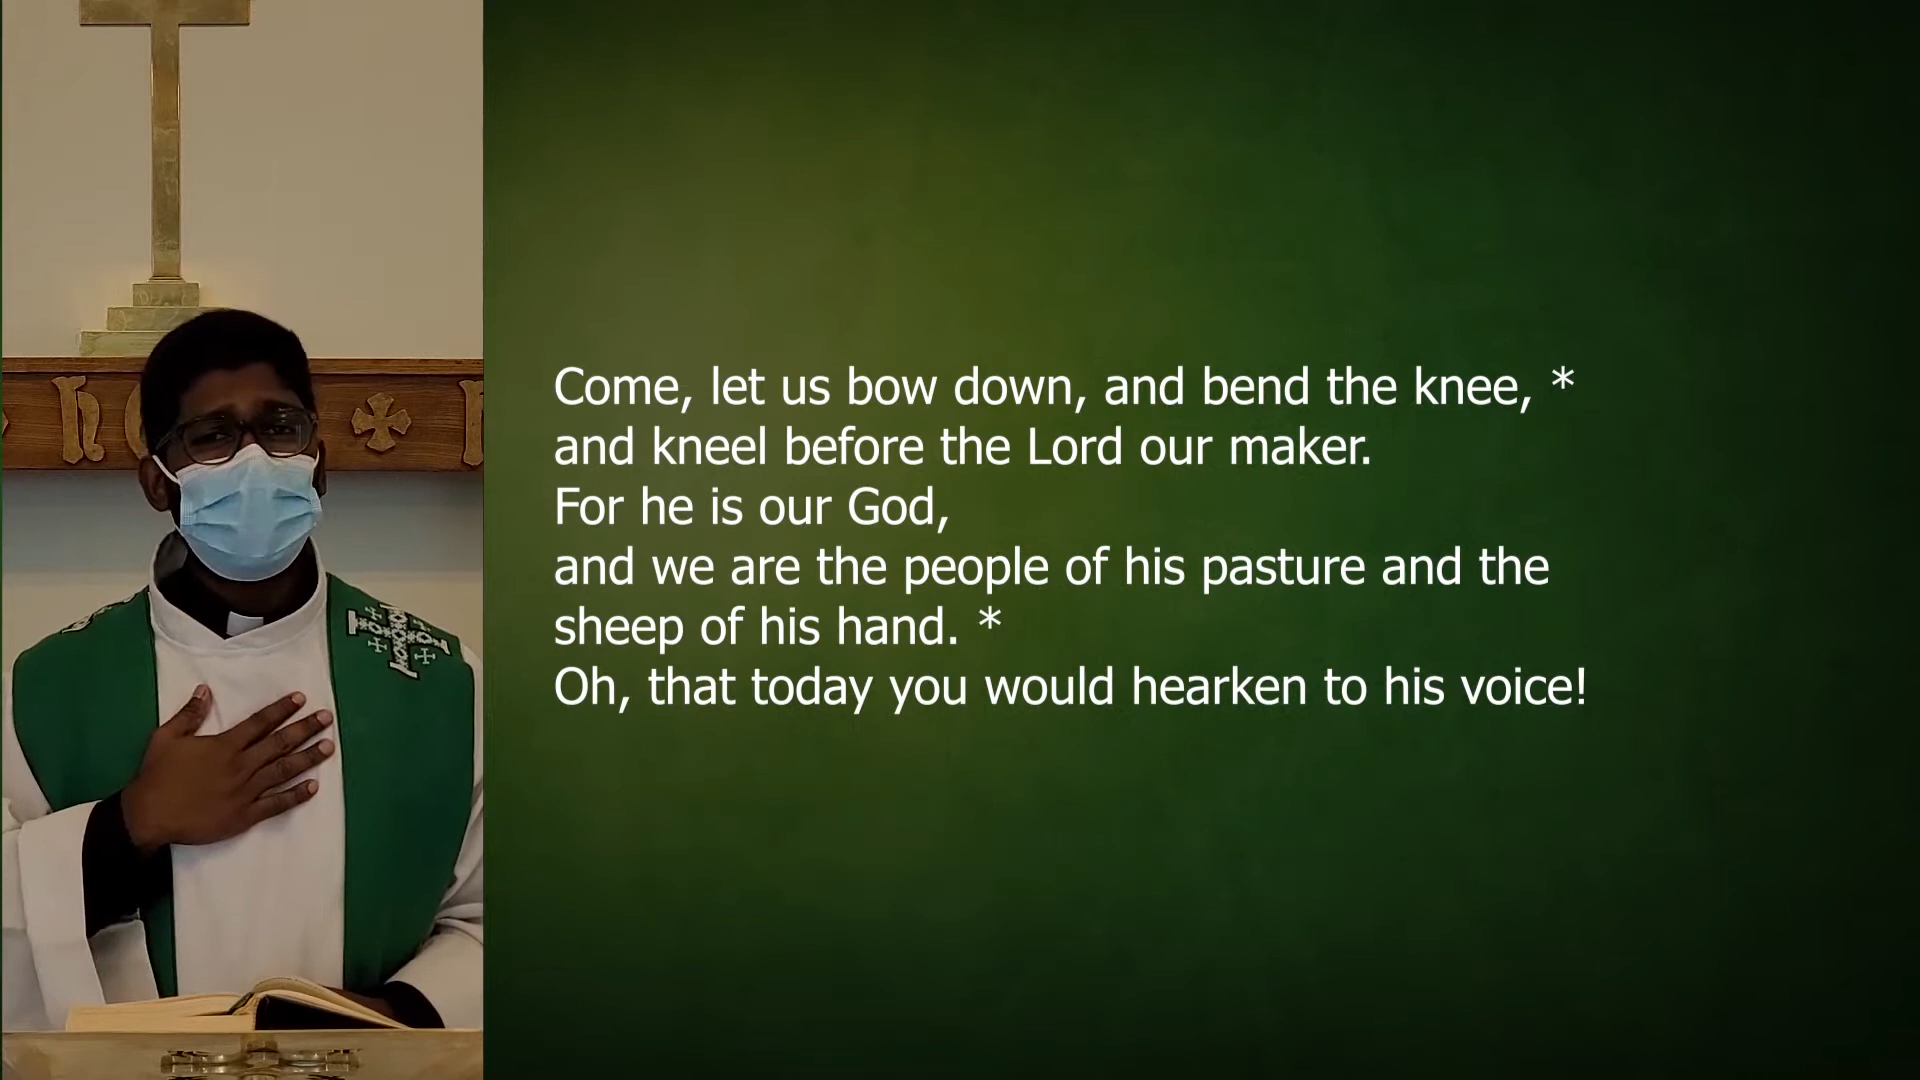 Come, let us bow down, and bend the knee, *
and kneel before the Lord our maker.
For he is our God,
and we are the people of his pasture and the
sheep of his hand. *
Oh, that today you would hearken to his voice!